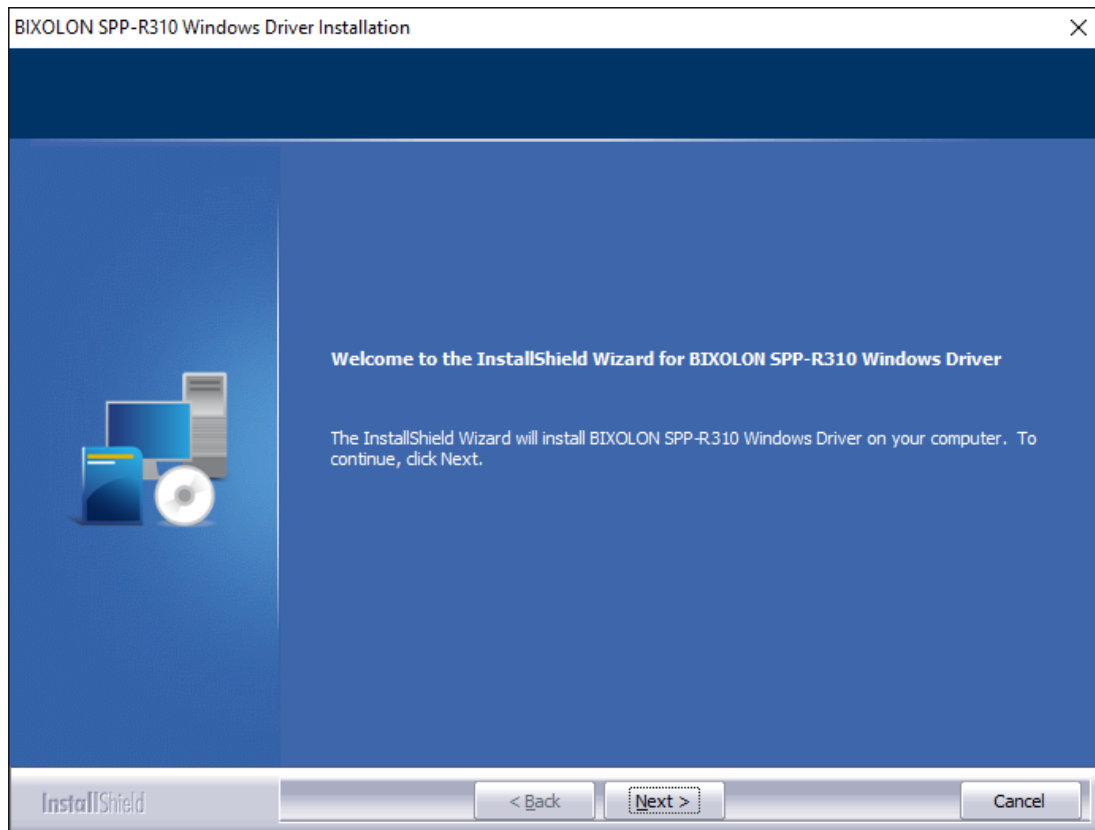 BIXOLON SPP-R310 Windows Driver Installation
Welcome to the InstallShield Wizard for BIXOLON SPP-R310 Windows Driver
The InstallShield Wizard will install BIXOLON SPP-R310 Windows Driver on your computer. To
continue, click Next.
InstallShield
< Back
Next >
Cancel